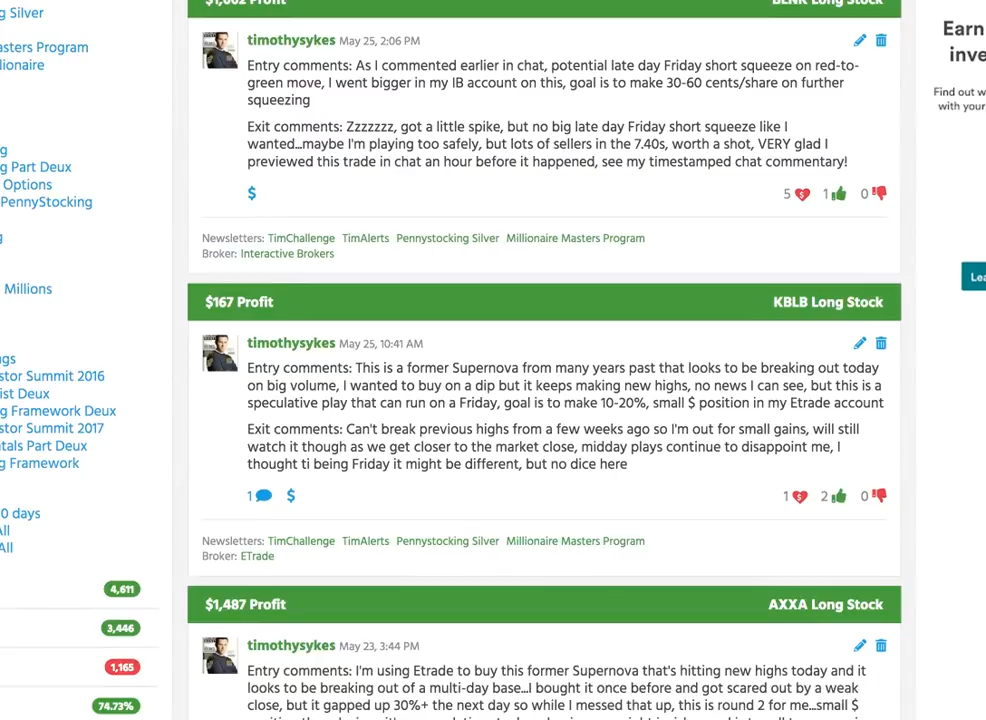 g Silver
asters Program
lionaire
g
g Part Deux
Options
PennyStocking
g
Millions
gs
stor Summit 2016
ist Deux
g Framework Deux
stor Summit 2017
tals Part Deux
g Framework
0 days
All
All
4,611
3,446
1,165
74.73%
$1,002 Profit
BLNK Long Stock
timothysykes May 25, 2:06 PM
Entry comments: As I commented earlier in chat, potential late day Friday short squeeze on red-to-
green move, I went bigger in my IB account on this, goal is to make 30-60 cents/share on further
squeezing
Exit comments: Zzzzzzz, got a little spike, but no big late day Friday short squeeze like I
wanted...maybe I'm playing too safely, but lots of sellers in the 7.40s, worth a shot, VERY glad I
previewed this trade in chat an hour before it happened, see my timestamped chat commentary!
$
5 1 0
Newsletters: TimChallenge TimAlerts Pennystocking Silver Millionaire Masters Program
Broker: Interactive Brokers
$167 Profit
KBLB Long Stock
timothysykes May 25, 10:41 AM
Entry comments: This is a former Supernova from many years past that looks to be breaking out today
on big volume, I wanted to buy on a dip but it keeps making new highs, no news I can see, but this is a
speculative play that can run on a Friday, goal is to make 10-20%, small $ position in my Etrade account
Exit comments: Can't break previous highs from a few weeks ago so I'm out for small gains, will still
watch it though as we get closer to the market close, midday plays continue to disappoint me, I
thought ti being Friday it might be different, but no dice here
1 $
1 2 0
Newsletters: TimChallenge TimAlerts Pennystocking Silver Millionaire Masters Program
Broker: ETrade
$1,487 Profit
AXXA Long Stock
timothysykes May 23, 3:44 PM
Entry comments: I'm using Etrade to buy this former Supernova that's hitting new highs today and it
looks to be breaking out of a multi-day base...I bought it once before and got scared out by a weak
close, but it gapped up 30%+ the next day so while I messed that up, this is round 2 for me...small $
Earn
inve
Find out w
with your
Lea